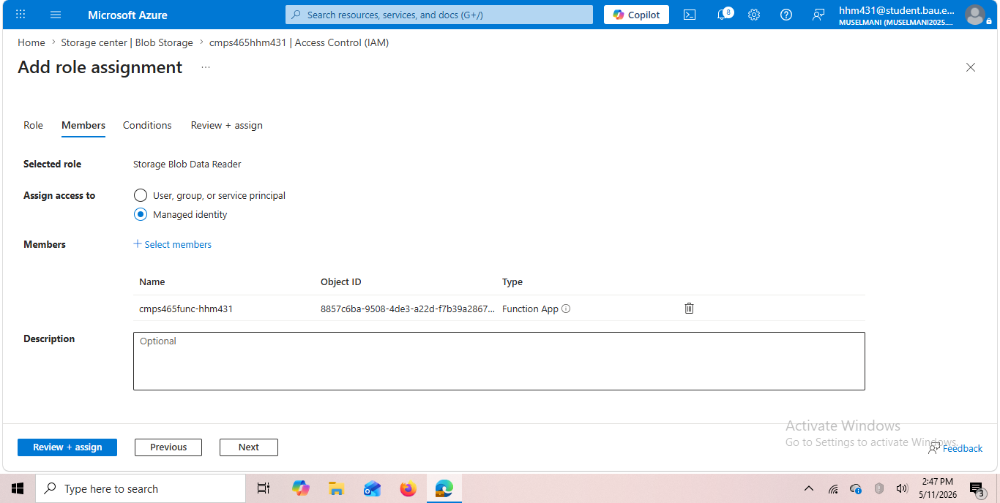 Microsoft Azure
Search resources, services, and docs (G+/)
Copilot
8
hhm431@student.bau.e...
MUSELMANI (MUSELMANI2025....
Home > Storage center | Blob Storage > cmps465hhm431 | Access Control (IAM)
Add role assignment ...
Role Members Conditions Review + assign
Selected role Storage Blob Data Reader
Assign access to User, group, or service principal
Managed identity
Members + Select members
Name Object ID Type
cmps465func-hhm431 8857c6ba-9508-4de3-a22d-f7b39a2867... Function App
Description Optional
Activate Windows
Go to Settings to activate Windows.
Review + assign Previous Next Feedback
Type here to search
2:47 PM
5/11/2026
3